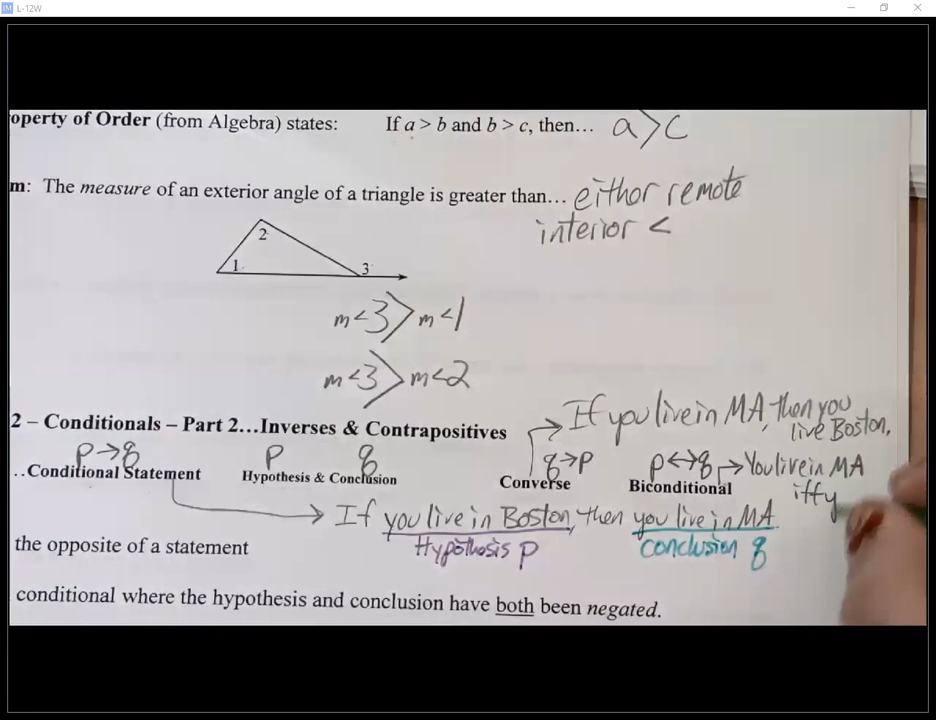 L-12W
operty of Order (from Algebra) states: If a > b and b > c, then... a>c
m: The measure of an exterior angle of a triangle is greater than... either remote
interior <
2
1
3
m<3>m<1
m<3>m<2
2 – Conditionals – Part 2...Inverses & Contrapositives
If you live in MA, then you
live Boston.
p→q
P
q
q→p
p↔q→You live in MA
iffy
..Conditional Statement
Hypothesis & Conclusion
Converse
Biconditional
If you live in Boston, then you live in MA.
Hypothesis p
Conclusion q
the opposite of a statement
conditional where the hypothesis and conclusion have both been negated.